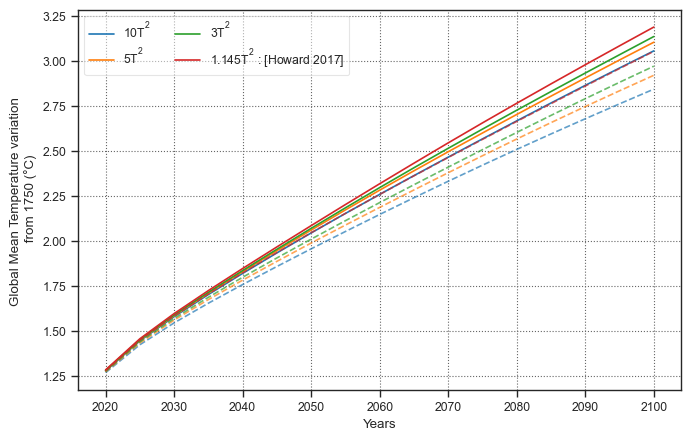 3.25
3.00
2.75
2.50
2.25
2.00
1.75
1.50
1.25
Global Mean Temperature variation
from 1750 (°C)
10T²
5T²
3T²
1.145T² : [Howard 2017]
2020 2030 2040 2050 2060 2070 2080 2090 2100
Years